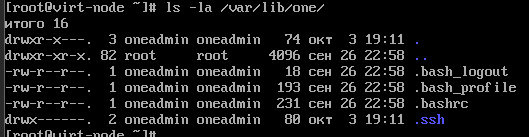 [root@virt-node ~]# ls -la /var/lib/one/
итого 16
drwxr-x---.  3 oneadmin oneadmin   74 окт  3 19:11 .
drwxr-xr-x. 82 root     root     4096 сен 26 22:58 ..
-rw-r--r--.  1 oneadmin oneadmin   18 сен 26 22:58 .bash_logout
-rw-r--r--.  1 oneadmin oneadmin  193 сен 26 22:58 .bash_profile
-rw-r--r--.  1 oneadmin oneadmin  231 сен 26 22:58 .bashrc
drwx------.  2 oneadmin oneadmin   80 окт  3 19:11 .ssh
[root@virt-node ~]#